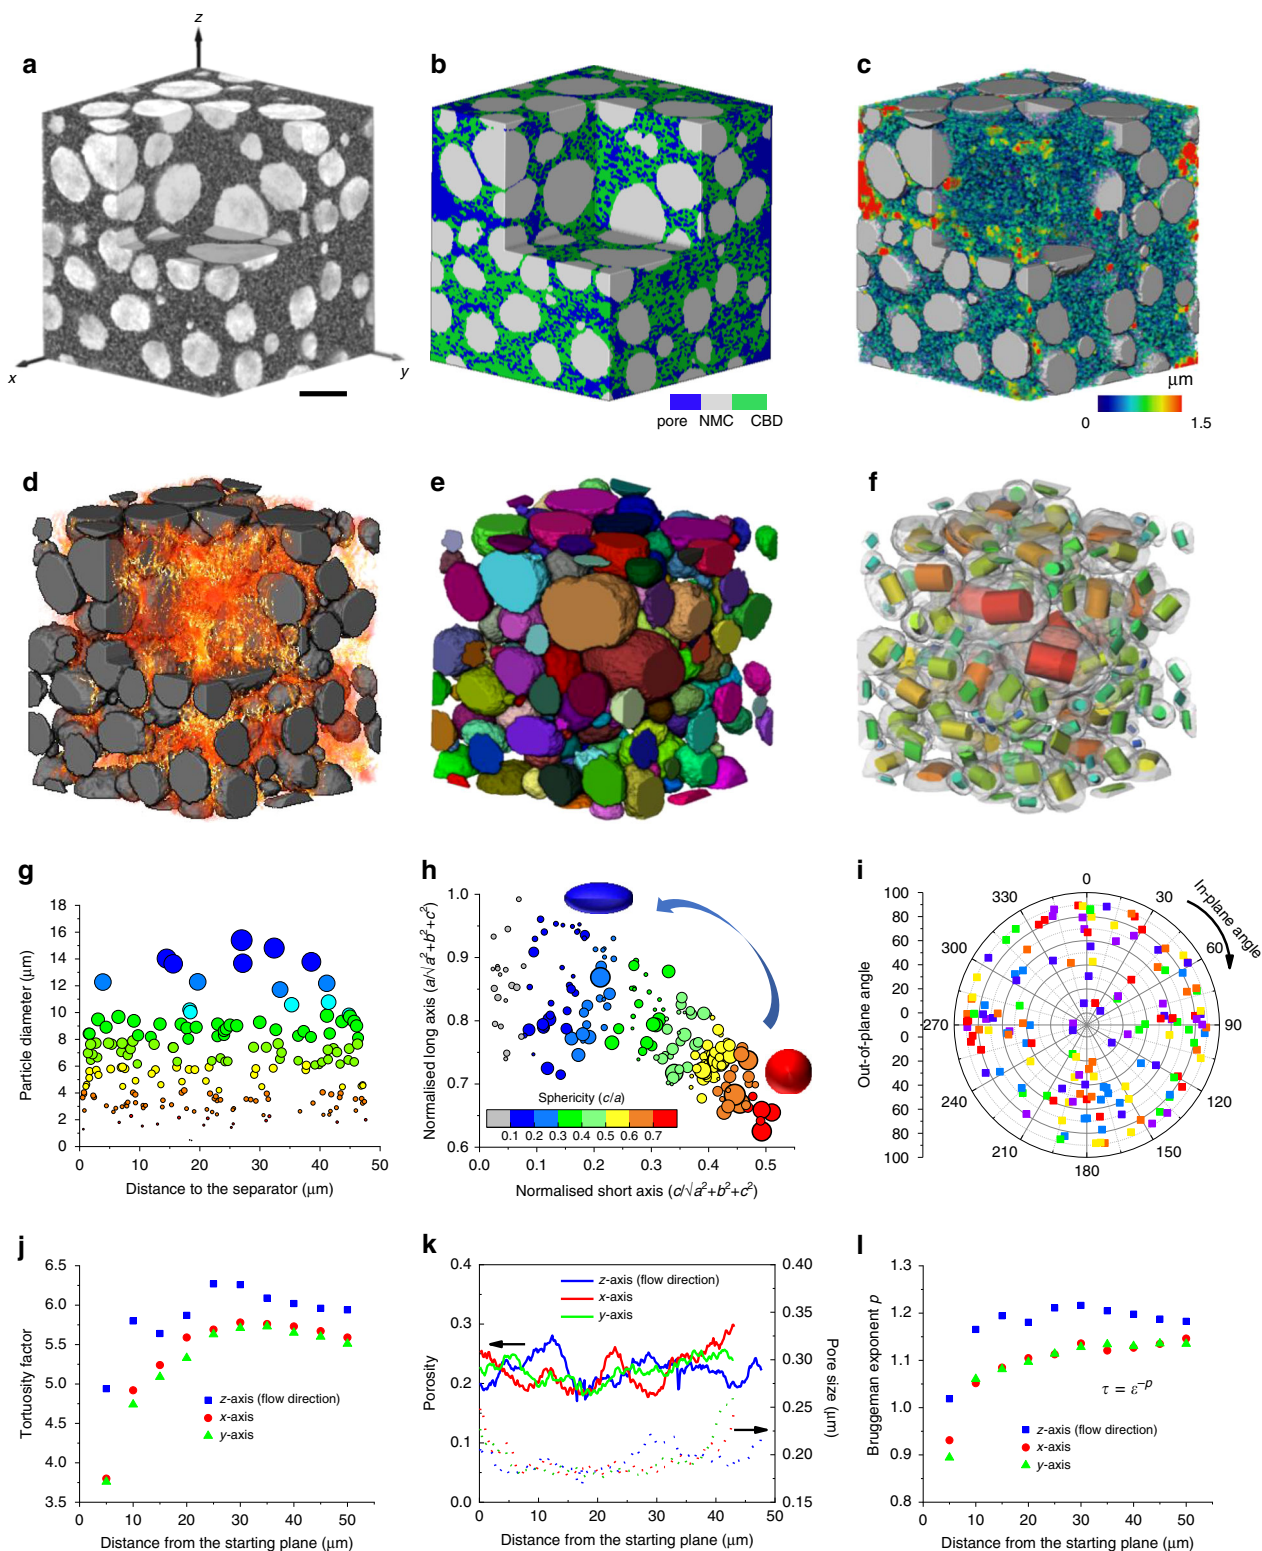 z
a
b
c
x
y
pore NMC CBD
μm
0 1.5
d
e
f
g
18
16
14
12
10
8
6
4
2
0
Particle diameter (μm)
0 10 20 30 40 50
Distance to the separator (μm)
h
1.0
0.9
0.8
0.7
0.6
Normalised long axis (a/√a²+b²+c²)
Sphericity (c/a)
0.1 0.2 0.3 0.4 0.5 0.6 0.7
0.0 0.1 0.2 0.3 0.4 0.5
Normalised short axis (c/√a²+b²+c²)
i
100
90
80
70
60
40
20
0
0
20
40
60
70
80
90
100
Out-of-plane angle
In-plane angle
0
30
60
90
120
150
180
210
240
270
300
330
j
6.5
6.0
5.5
5.0
4.5
4.0
3.5
Tortuosity factor
z-axis (flow direction)
x-axis
y-axis
0 10 20 30 40 50
Distance from the starting plane (μm)
k
0.4
0.3
0.2
0.1
0.0
Porosity
z-axis (flow direction)
x-axis
y-axis
0.40
0.35
0.30
0.25
0.20
0.15
Pore size (μm)
0 10 20 30 40 50
Distance from the starting plane (μm)
l
1.3
1.2
1.1
1.0
0.9
0.8
Bruggeman exponent p
τ = ε⁻ᵖ
z-axis (flow direction)
x-axis
y-axis
0 10 20 30 40 50
Distance from the starting plane (μm)